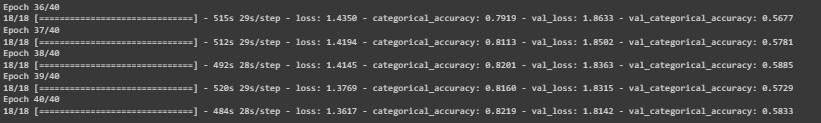 Epoch 36/40
18/18 [==============================] - 515s 29s/step - loss: 1.4350 - categorical_accuracy: 0.7919 - val_loss: 1.8633 - val_categorical_accuracy: 0.5677
Epoch 37/40
18/18 [==============================] - 512s 29s/step - loss: 1.4194 - categorical_accuracy: 0.8113 - val_loss: 1.8502 - val_categorical_accuracy: 0.5781
Epoch 38/40
18/18 [==============================] - 492s 28s/step - loss: 1.4145 - categorical_accuracy: 0.8201 - val_loss: 1.8363 - val_categorical_accuracy: 0.5885
Epoch 39/40
18/18 [==============================] - 520s 29s/step - loss: 1.3769 - categorical_accuracy: 0.8160 - val_loss: 1.8315 - val_categorical_accuracy: 0.5729
Epoch 40/40
18/18 [==============================] - 484s 28s/step - loss: 1.3617 - categorical_accuracy: 0.8219 - val_loss: 1.8142 - val_categorical_accuracy: 0.5833